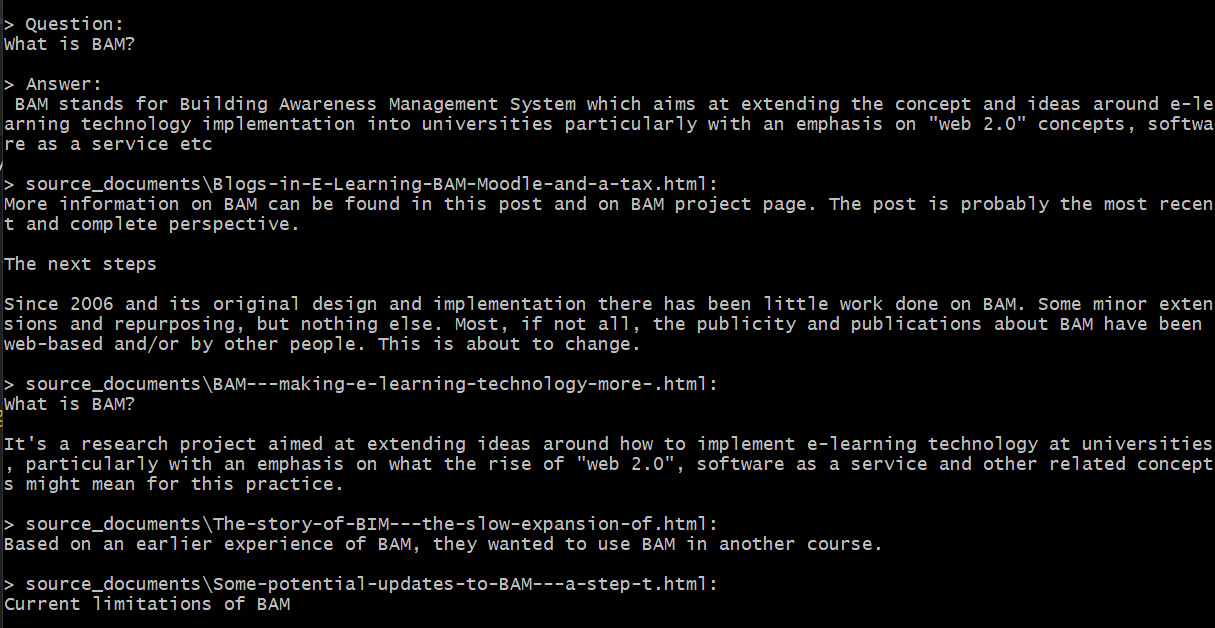 > Question:
What is BAM?
> Answer:
 BAM stands for Building Awareness Management System which aims at extending the concept and ideas around e-le
arning technology implementation into universities particularly with an emphasis on "web 2.0" concepts, softwa
re as a service etc
> source_documents\Blogs-in-E-Learning-BAM-Moodle-and-a-tax.html:
More information on BAM can be found in this post and on BAM project page. The post is probably the most recen
t and complete perspective.
The next steps
Since 2006 and its original design and implementation there has been little work done on BAM. Some minor exten
sions and repurposing, but nothing else. Most, if not all, the publicity and publications about BAM have been
web-based and/or by other people. This is about to change.
> source_documents\BAM---making-e-learning-technology-more-.html:
What is BAM?
It's a research project aimed at extending ideas around how to implement e-learning technology at universities
, particularly with an emphasis on what the rise of "web 2.0", software as a service and other related concept
s might mean for this practice.
> source_documents\The-story-of-BIM---the-slow-expansion-of.html:
Based on an earlier experience of BAM, they wanted to use BAM in another course.
> source_documents\Some-potential-updates-to-BAM---a-step-t.html:
Current limitations of BAM